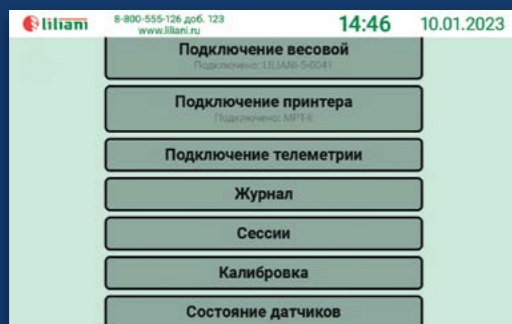 liliani
8-800-555-126 доб. 123
www.liliani.ru
14:46
10.01.2023
Подключение весовой
Подключено: LILIANI-5-6041
Подключение принтера
Подключено: MPT-II
Подключение телеметрии
Журнал
Сессии
Калибровка
Состояние датчиков